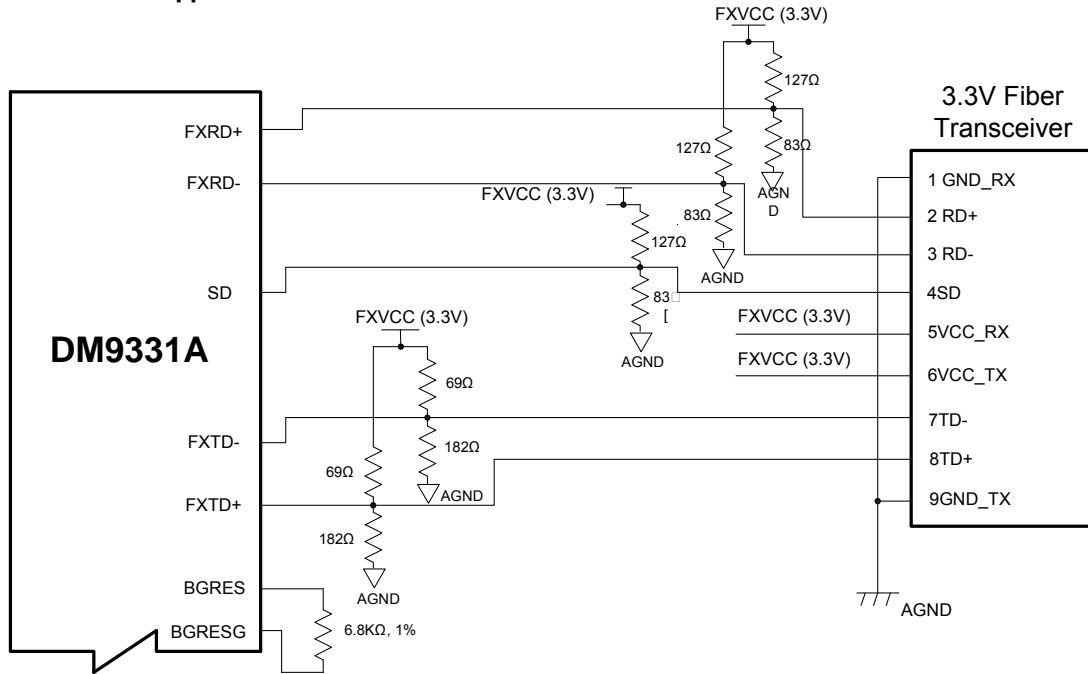 FXVCC (3.3V)
127Ω
3.3V Fiber
Transceiver
FXRD+
127Ω
83Ω
FXRD-
FXVCC (3.3V)
AGN
D
1 GND_RX
83Ω
2 RD+
127Ω
3 RD-
AGND
SD
83□
[
4SD
FXVCC (3.3V)
FXVCC (3.3V)
5VCC_RX
DM9331A
AGND
FXVCC (3.3V)
6VCC_TX
69Ω
7TD-
FXTD-
182Ω
8TD+
69Ω
AGND
FXTD+
9GND_TX
182Ω
BGRES
AGND
AGND
BGRESG
6.8KΩ, 1%